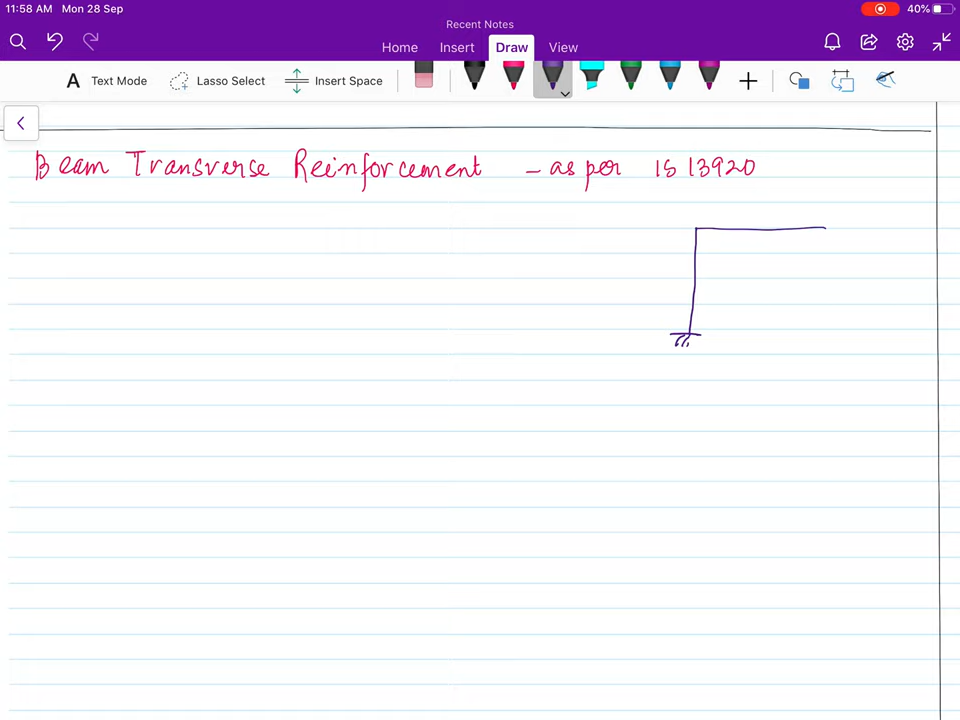 11:58 AM Mon 28 Sep 40%
Recent Notes
Home Insert Draw View
A Text Mode Lasso Select Insert Space
Beam Transverse Reinforcement - as per IS 13920